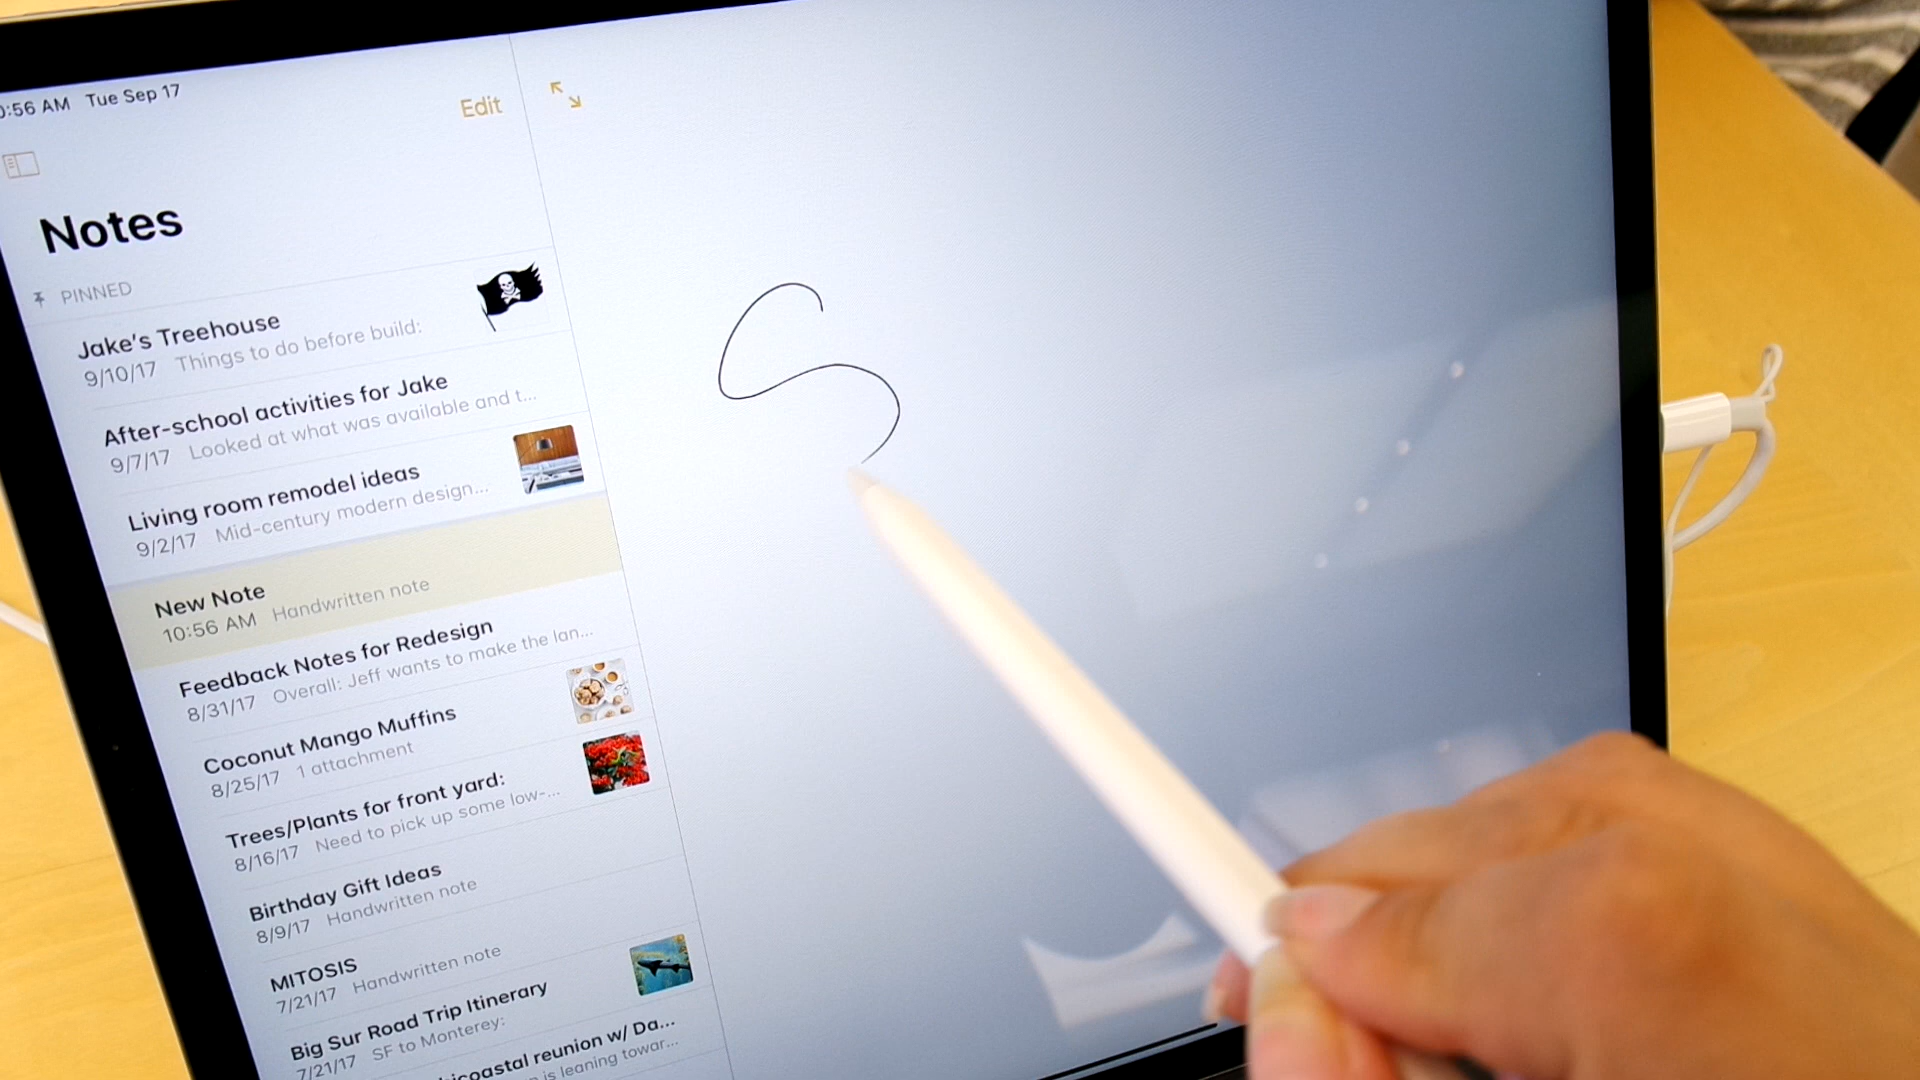 0:56 AM Tue Sep 17
Edit
Notes
PINNED
Jake's Treehouse
9/10/17 Things to do before build:
After-school activities for Jake
9/7/17 Looked at what was available and t...
Living room remodel ideas
9/2/17 Mid-century modern design...
New Note
10:56 AM Handwritten note
Feedback Notes for Redesign
8/31/17 Overall: Jeff wants to make the lan...
Coconut Mango Muffins
8/25/17 1 attachment
Trees/Plants for front yard:
8/16/17 Need to pick up some low-...
Birthday Gift Ideas
8/9/17 Handwritten note
MITOSIS
7/21/17 Handwritten note
Big Sur Road Trip Itinerary
7/21/17 SF to Monterey:
coastal reunion w/ Da...
is leaning towar...
S